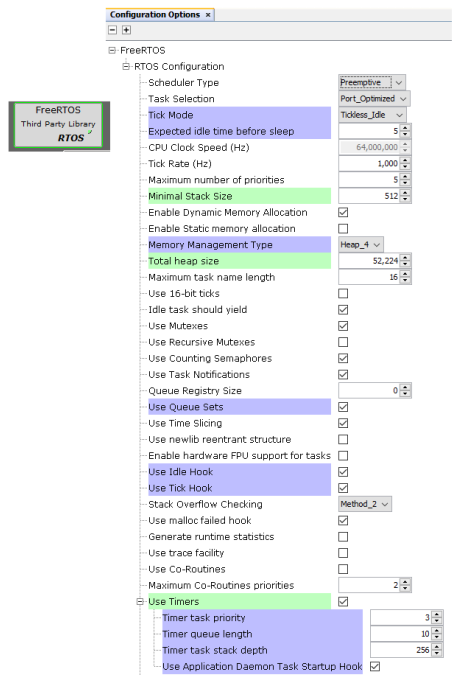 Configuration Options ×
FreeRTOS
RTOS Configuration
Scheduler Type Preemptive
Task Selection Port_Optimized
Tick Mode Tickless_Idle
Expected idle time before sleep 5
CPU Clock Speed (Hz) 64,000,000
Tick Rate (Hz) 1,000
Maximum number of priorities 5
Minimal Stack Size 512
Enable Dynamic Memory Allocation
Enable Static memory allocation
Memory Management Type Heap_4
Total heap size 52,224
Maximum task name length 16
Use 16-bit ticks
Idle task should yield
Use Mutexes
Use Recursive Mutexes
Use Counting Semaphores
Use Task Notifications
Queue Registry Size 0
Use Queue Sets
Use Time Slicing
Use newlib reentrant structure
Enable hardware FPU support for tasks
Use Idle Hook
Use Tick Hook
Stack Overflow Checking Method_2
Use malloc failed hook
Generate runtime statistics
Use trace facility
Use Co-Routines
Maximum Co-Routines priorities 2
Use Timers
Timer task priority 3
Timer queue length 10
Timer task stack depth 256
Use Application Daemon Task Startup Hook
FreeRTOS
Third Party Library
RTOS